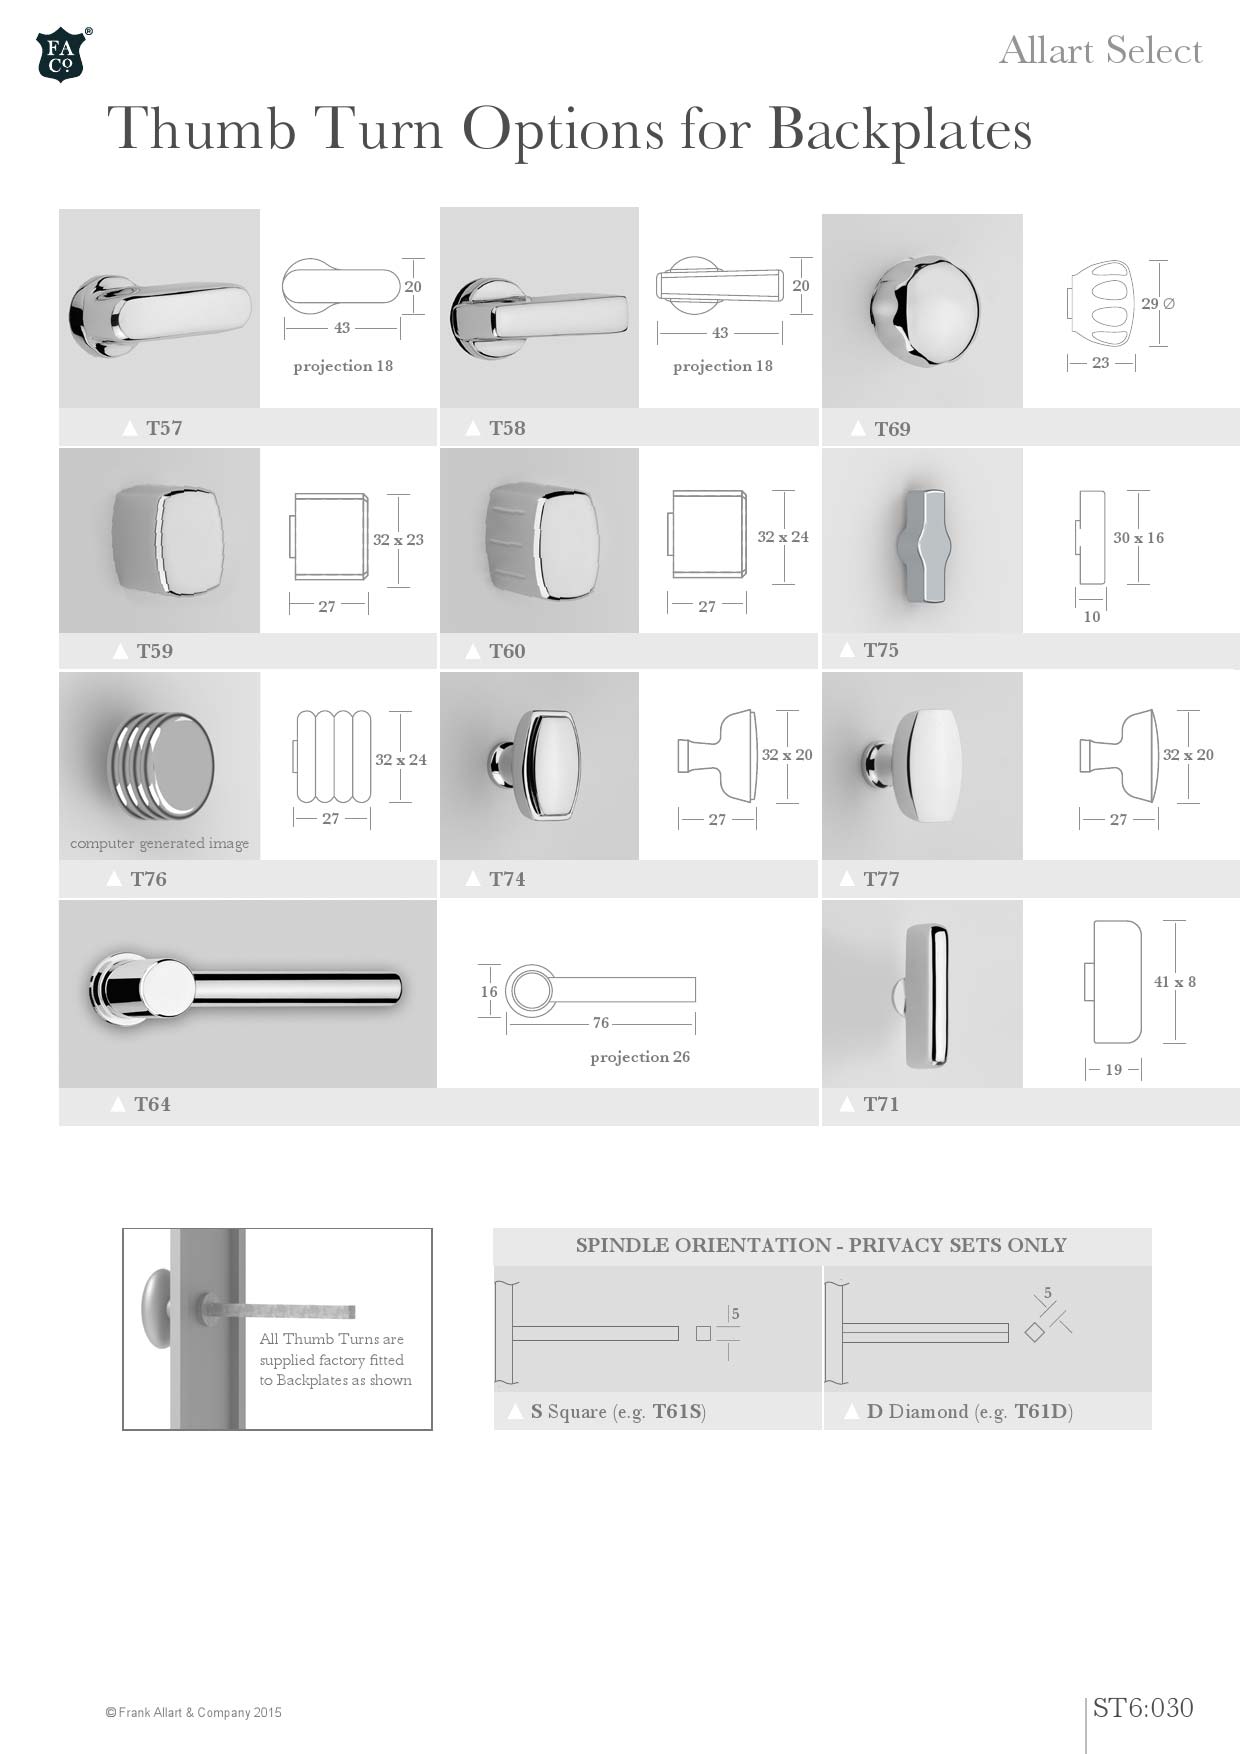 FA
Co.
®
Allart Select
Thumb Turn Options for Backplates
20
43
projection 18
20
43
projection 18
29 ∅
23
T57
T58
T69
32 x 23
27
32 x 24
27
30 x 16
10
T59
T60
T75
32 x 24
27
computer generated image
32 x 20
27
32 x 20
27
T76
T74
T77
16
76
projection 26
41 x 8
19
T64
T71
All Thumb Turns are
supplied factory fitted
to Backplates as shown
SPINDLE ORIENTATION - PRIVACY SETS ONLY
5
5
S Square (e.g. T61S)
D Diamond (e.g. T61D)
© Frank Allart & Company 2015
ST6:030